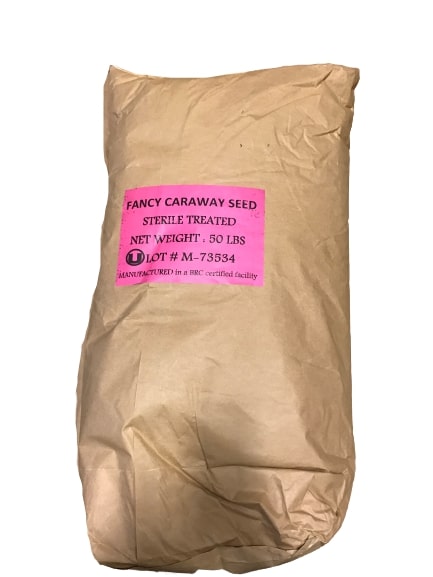 FANCY CARAWAY SEED
STERILE TREATED
NET WEIGHT : 50 LBS
U LOT # M-73534
MANUFACTURED in a BRC certified facility